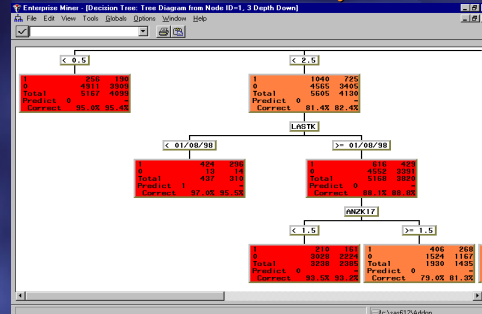 Enterprise Miner - [Decision Tree: Tree Diagram from Node ID=1, 3 Depth Down]
File Edit View Tools Globals Options Window Help
< 0.5
< 2.5
1 256 190
0 4911 3909
Total 5167 4099
Predict 0 -
Correct 95.0% 95.4%
1 1040 725
0 4565 3405
Total 5605 4130
Predict 0 -
Correct 81.4% 82.4%
LASTK
< 01/08/98
>= 01/08/98
1 424 296
0 13 14
Total 437 310
Predict 1 -
Correct 97.0% 95.5%
1 616 429
0 4552 3391
Total 5168 3820
Predict 0 -
Correct 88.1% 88.8%
ANZK17
< 1.5
>= 1.5
1 210 161
0 3028 2224
Total 3238 2385
Predict 0 -
Correct 93.5% 93.2%
1 406 268
0 1524 1167
Total 1930 1435
Predict 0 -
Correct 79.0% 81.3%